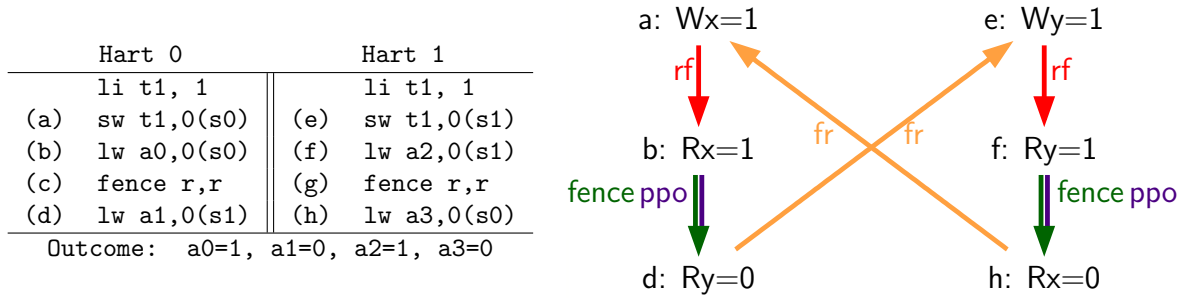 Hart 0 Hart 1
li t1, 1 li t1, 1
(a) sw t1,0(s0) (e) sw t1,0(s1)
(b) lw a0,0(s0) (f) lw a2,0(s1)
(c) fence r,r (g) fence r,r
(d) lw a1,0(s1) (h) lw a3,0(s0)
Outcome: a0=1, a1=0, a2=1, a3=0
a: Wx=1 e: Wy=1
rf rf
fr fr
b: Rx=1 f: Ry=1
fence ppo fence ppo
d: Ry=0 h: Rx=0